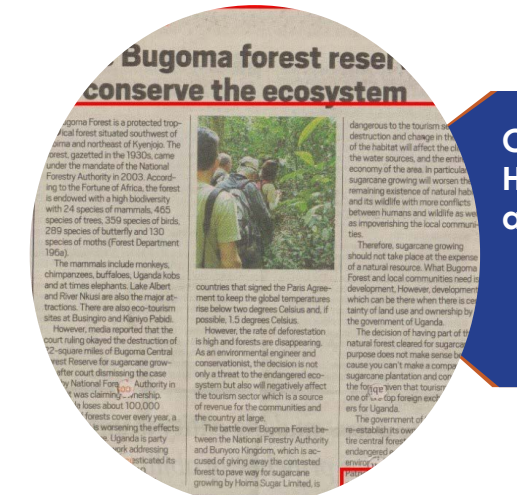 Bugoma forest reser
conserve the ecosystem
ugoma Forest is a protected trop-
ical forest situated southwest of
oima and northeast of Kyenjojo. The
orest, gazetted in the 1930s, came
under the mandate of the National
Forestry Authority in 2003. Accord-
ing to the Fortune of Africa, the forest
is endowed with a high biodiversity
with 24 species of mammals, 465
species of trees, 359 species of birds,
289 species of butterfly and 130
species of moths (Forest Department
196a).
The mammals include monkeys,
chimpanzees, buffaloes, Uganda kobs
and at times elephants. Lake Albert
and River Nkusi are also the major at-
tractions. There are also eco-tourism
sites at Busingiro and Kaniyo Pabidi.
However, media reported that the
ourt ruling okayed the destruction of
22-square miles of Bugoma Central
rest Reserve for sugarcane grow-
after court dismissing the case
by National Authority in
t was claiming
loses about 100,000
forests cover every year, a
worsening the effects
Uganda is party
work addressing
countries that signed the Paris Agree-
ment to keep the global temperatures
rise below two degrees Celsius and, if
possible, 1.5 degrees Celsius.
However, the rate of deforestation
is high and forests are disappearing.
As an environmental engineer and
conservationist, the decision is not
only a threat to the endangered eco-
system but also will negatively affect
the tourism sector which is a source
of revenue for the communities and
the country at large.
The battle over Bugoma Forest be-
tween the National Forestry Authority
and Bunyoro Kingdom, which is ac-
cused of giving away the contested
forest to pave way for sugarcane
growing by Hoima Sugar Limited, is
dangerous to the tourism se
destruction and change in th
of the habitat will affect the cli
the water sources, and the entir
economy of the area. In particular
sugarcane growing will worsen the
remaining existence of natural hab
and its wildlife with more conflicts
between humans and wildlife as wel
as impoverishing the local communi-
ties.
Therefore, sugarcane growing
should not take place at the expense
of a natural resource. What Bugoma
Forest and local communities need is
development, However, development
which can be there when there is cer
tainty of land use and ownership by
the government of Uganda.
The decision of having part of th
natural forest cleared for sugarc
purpose does not make sense be
cause you can't make a compa
sugarcane plantation and co
the for given that tourism
one of top foreign exch
ers for Uganda.
The government of
re-establish its ow
tire central forest
endangered
enviro
C
H